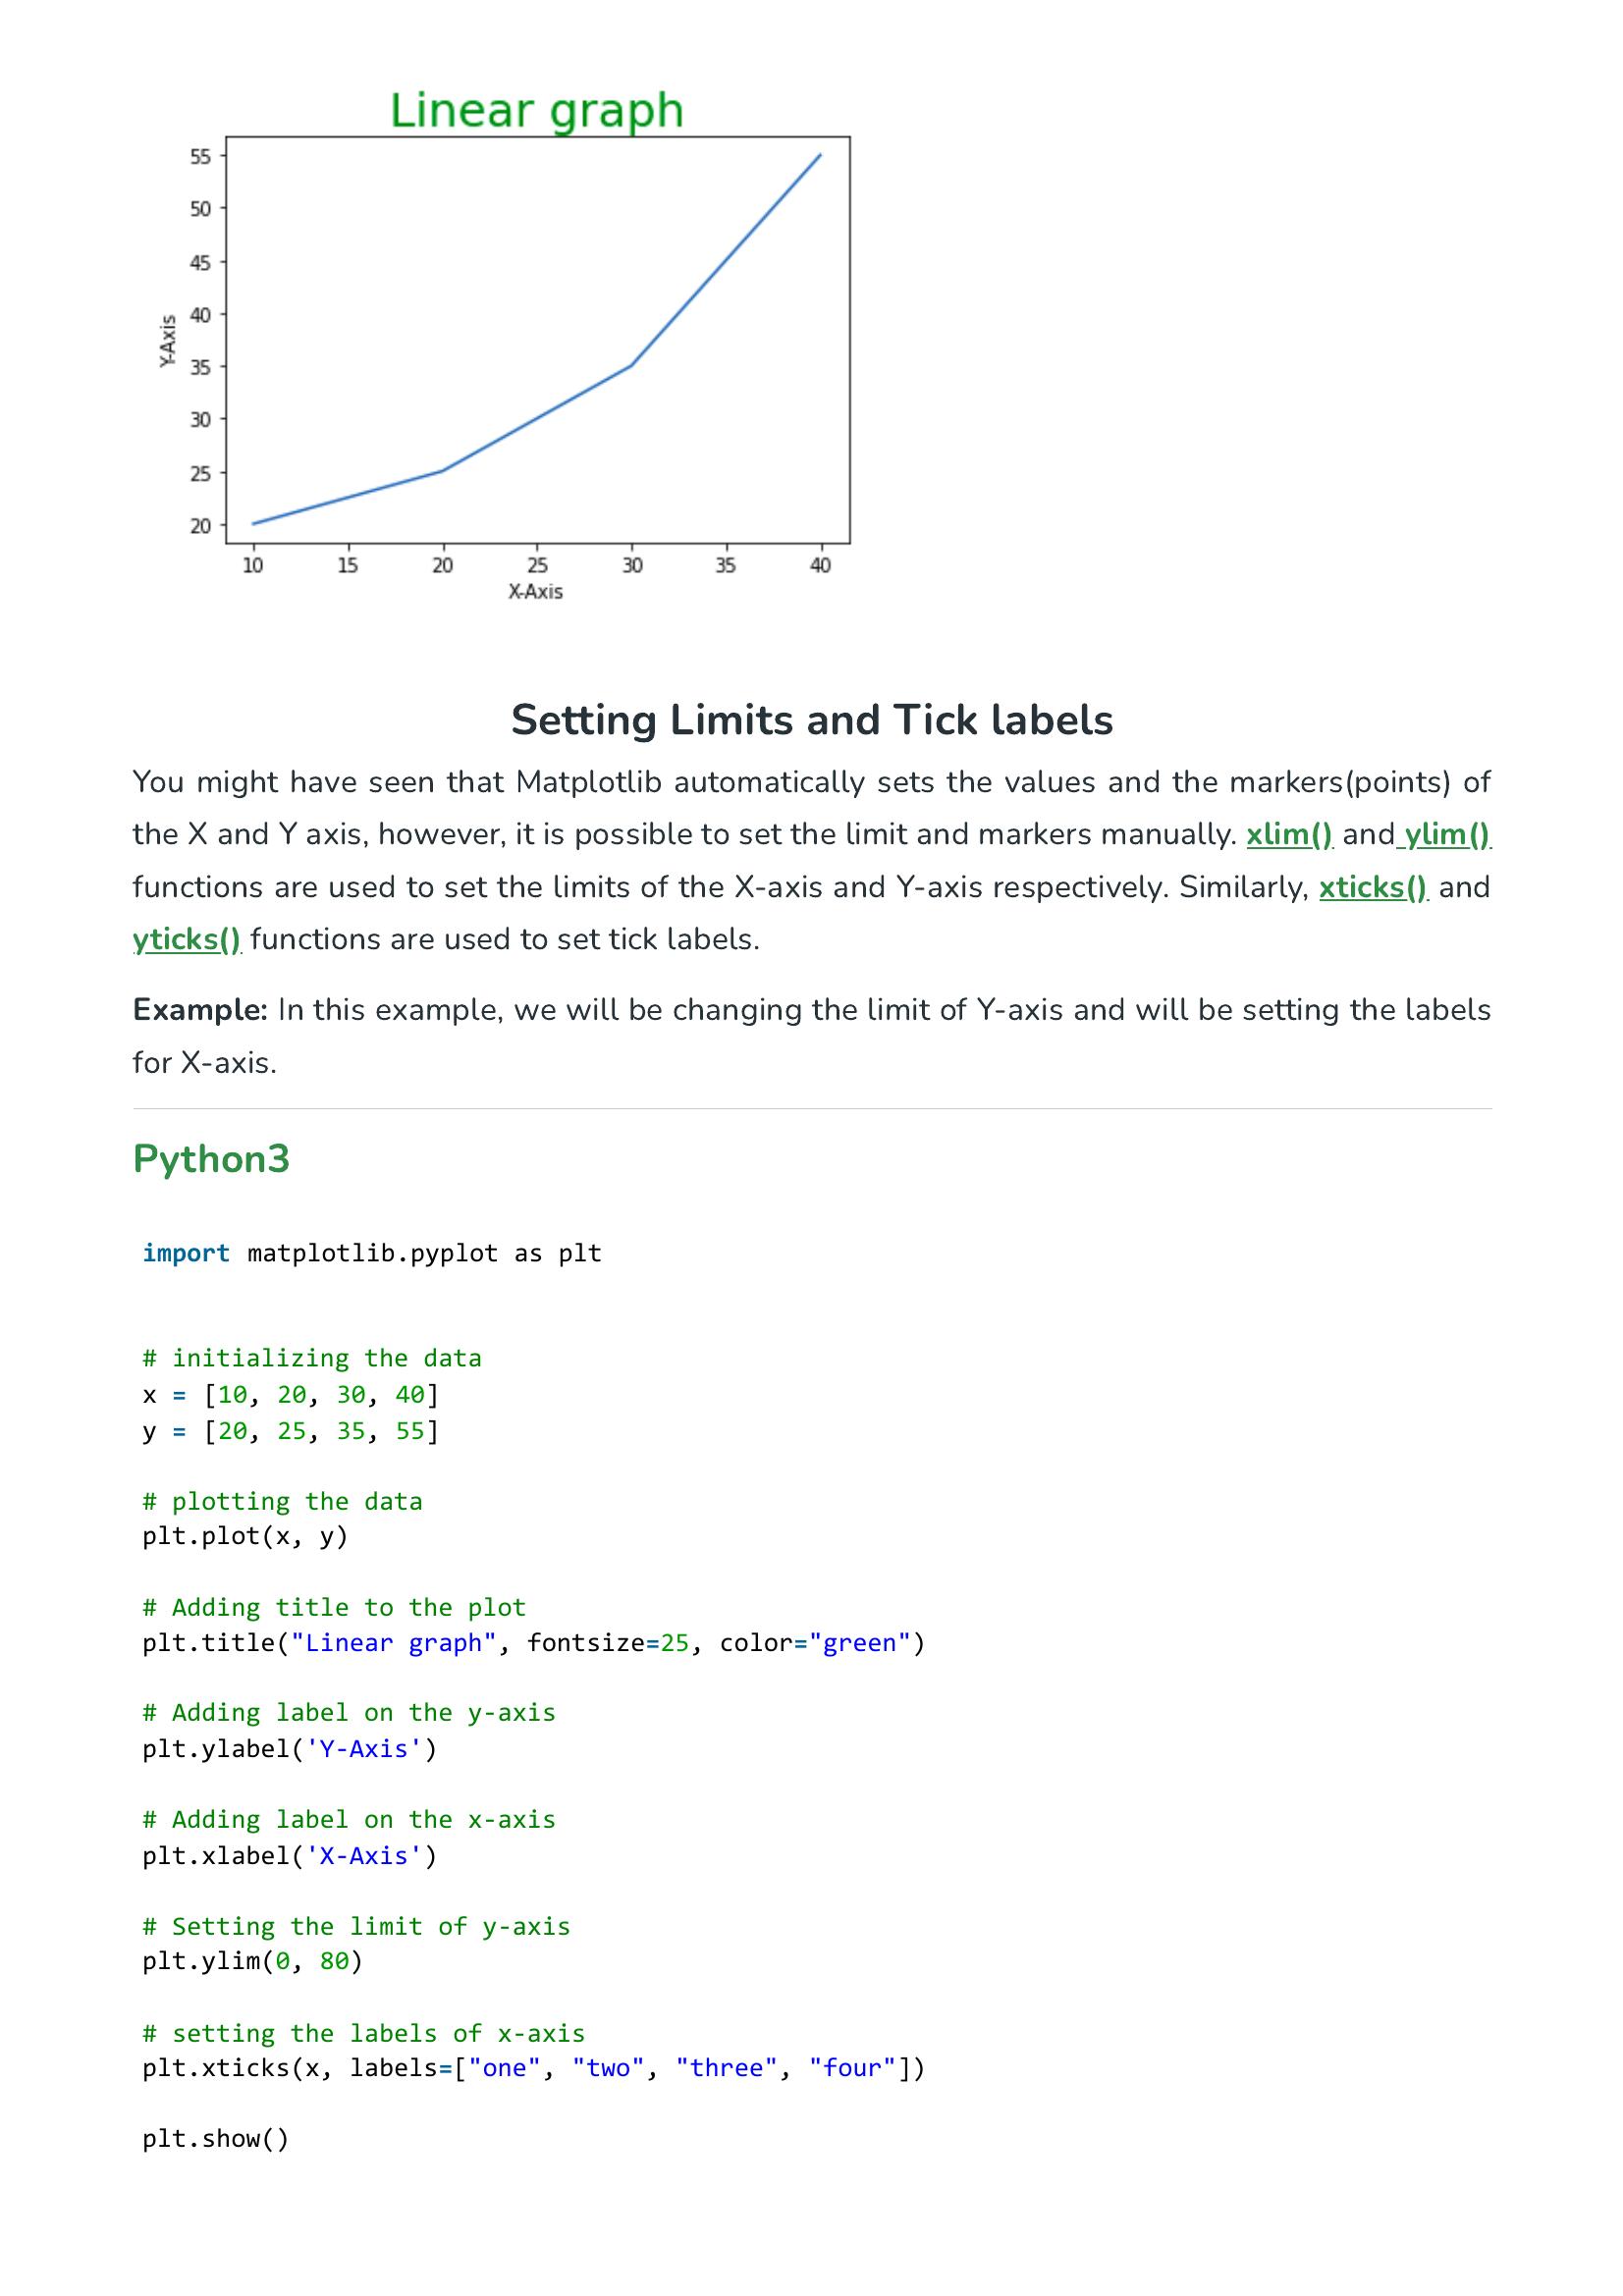 Linear graph
55
50
45
40
35
30
25
20
Y-Axis
10 15 20 25 30 35 40
X-Axis
Setting Limits and Tick labels
You might have seen that Matplotlib automatically sets the values and the markers(points) of
the X and Y axis, however, it is possible to set the limit and markers manually. xlim() and ylim()
functions are used to set the limits of the X-axis and Y-axis respectively. Similarly, xticks() and
yticks() functions are used to set tick labels.
Example: In this example, we will be changing the limit of Y-axis and will be setting the labels
for X-axis.
Python3
import matplotlib.pyplot as plt
# initializing the data
x = [10, 20, 30, 40]
y = [20, 25, 35, 55]
# plotting the data
plt.plot(x, y)
# Adding title to the plot
plt.title("Linear graph", fontsize=25, color="green")
# Adding label on the y-axis
plt.ylabel('Y-Axis')
# Adding label on the x-axis
plt.xlabel('X-Axis')
# Setting the limit of y-axis
plt.ylim(0, 80)
# setting the labels of x-axis
plt.xticks(x, labels=["one", "two", "three", "four"])
plt.show()